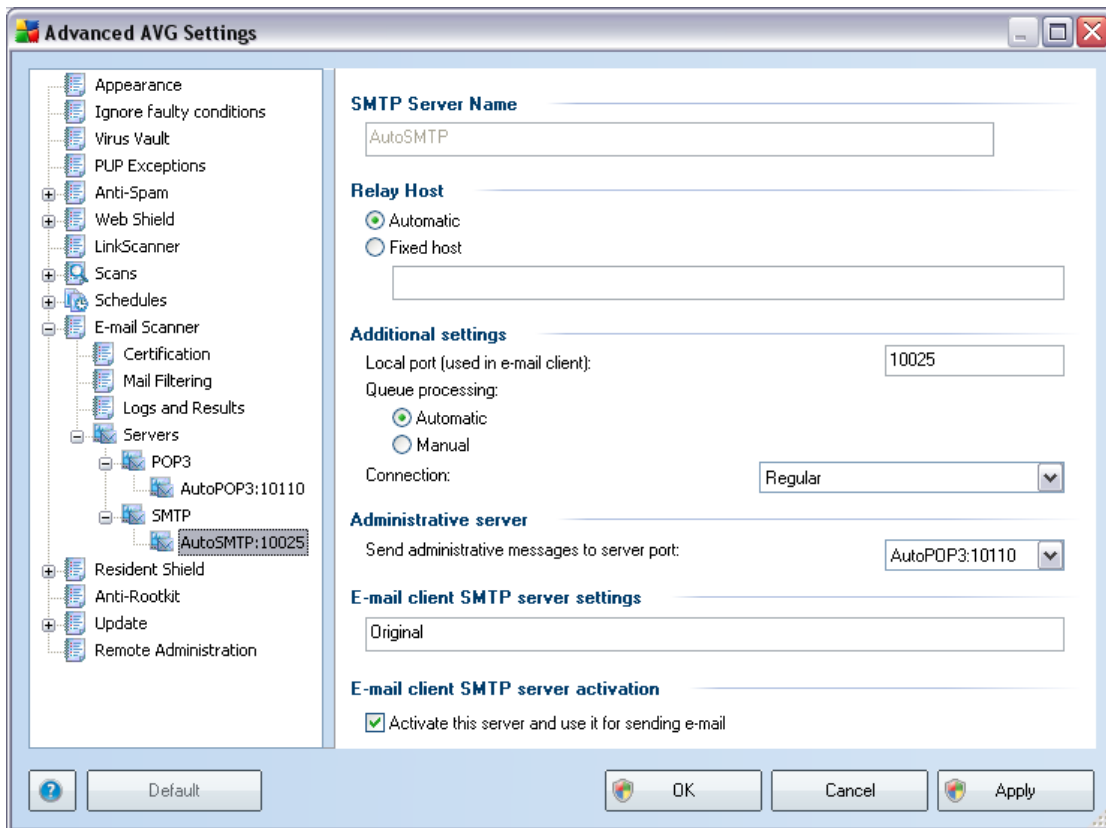 Advanced AVG Settings
Appearance
Ignore faulty conditions
Virus Vault
PUP Exceptions
Anti-Spam
Web Shield
LinkScanner
Scans
Schedules
E-mail Scanner
Certification
Mail Filtering
Logs and Results
Servers
POP3
AutoPOP3:10110
SMTP
AutoSMTP:10025
Resident Shield
Anti-Rootkit
Update
Remote Administration
SMTP Server Name
AutoSMTP
Relay Host
Automatic
Fixed host
Additional settings
Local port (used in e-mail client): 10025
Queue processing:
Automatic
Manual
Connection: Regular
Administrative server
Send administrative messages to server port: AutoPOP3:10110
E-mail client SMTP server settings
Original
E-mail client SMTP server activation
Activate this server and use it for sending e-mail
? Default OK Cancel Apply